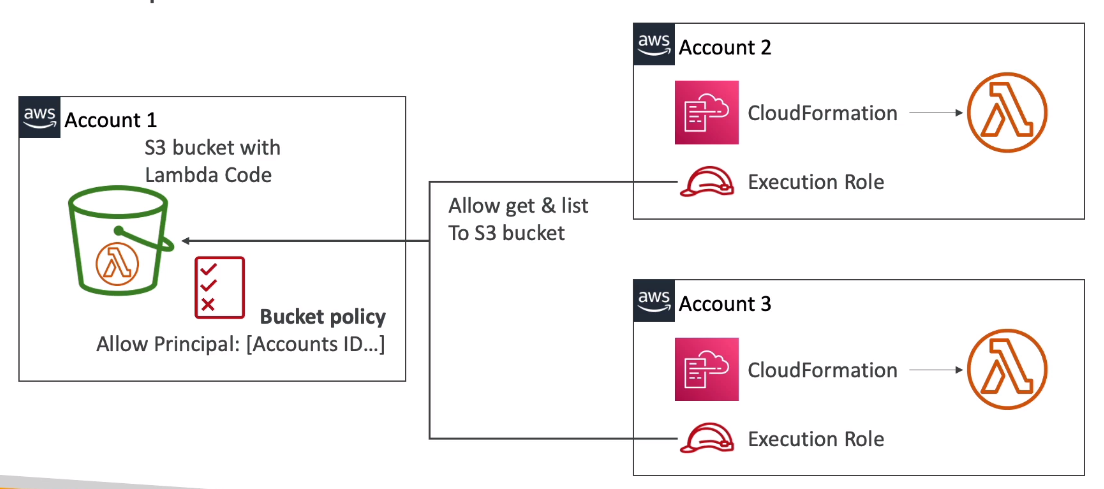 aws
Account 1
S3 bucket with
Lambda Code
Bucket policy
Allow Principal: [Accounts ID...]
Allow get & list
To S3 bucket
aws
Account 2
CloudFormation
Execution Role
aws
Account 3
CloudFormation
Execution Role